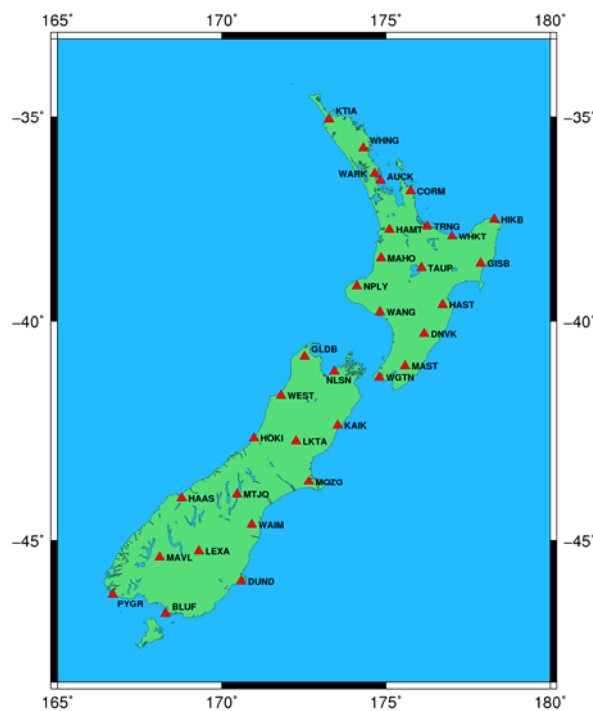 165° 170° 175° 180°
KTIA
−35° −35°
WHNG
WARK AUCK
CORM
HIKB
HAMT TRNG
WHKT
MAHO GISB
TAUP
NPLY
HAST
WANG
−40° −40°
DNVK
GLDB
MAST
NLSN WGTN
WEST
KAIK
HOKI LKTA
MQZG
HAAS MTJQ
WAIM
−45° −45°
MAVL LEXA
DUND
PYGR BLUF
165° 170° 175° 180°